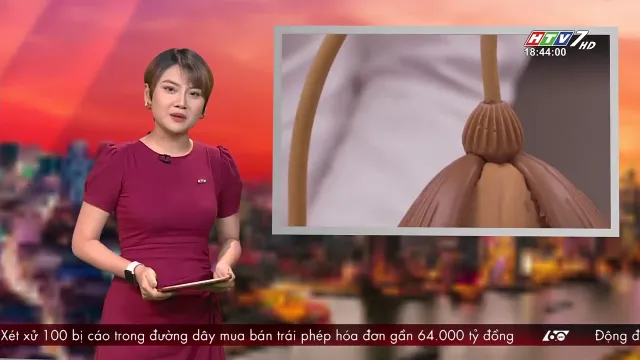 HTV7 HD
18:44:00
Xét xử 100 bị cáo trong đường dây mua bán trái phép hóa đơn gần 64.000 tỷ đồng
60 Động đ